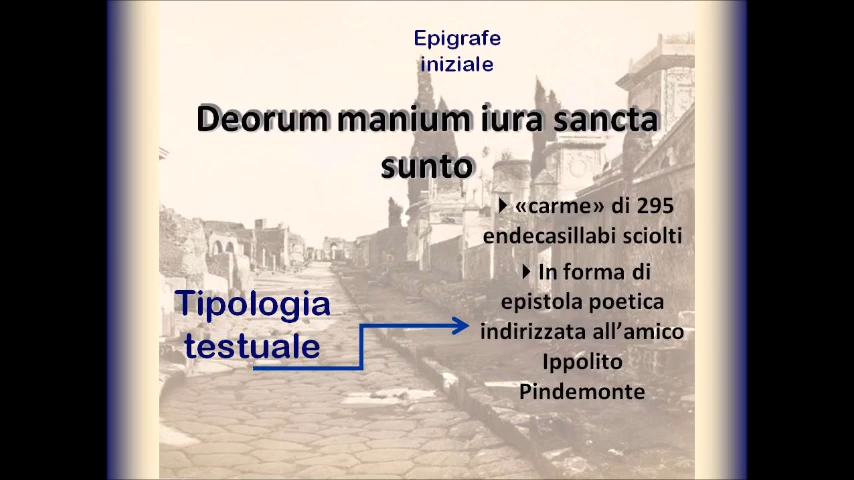 Epigrafe
iniziale
Deorum manium iura sancta
sunto
«carme» di 295
endecasillabi sciolti
In forma di
epistola poetica
indirizzata all’amico
Ippolito
Pindemonte
Tipologia
testuale